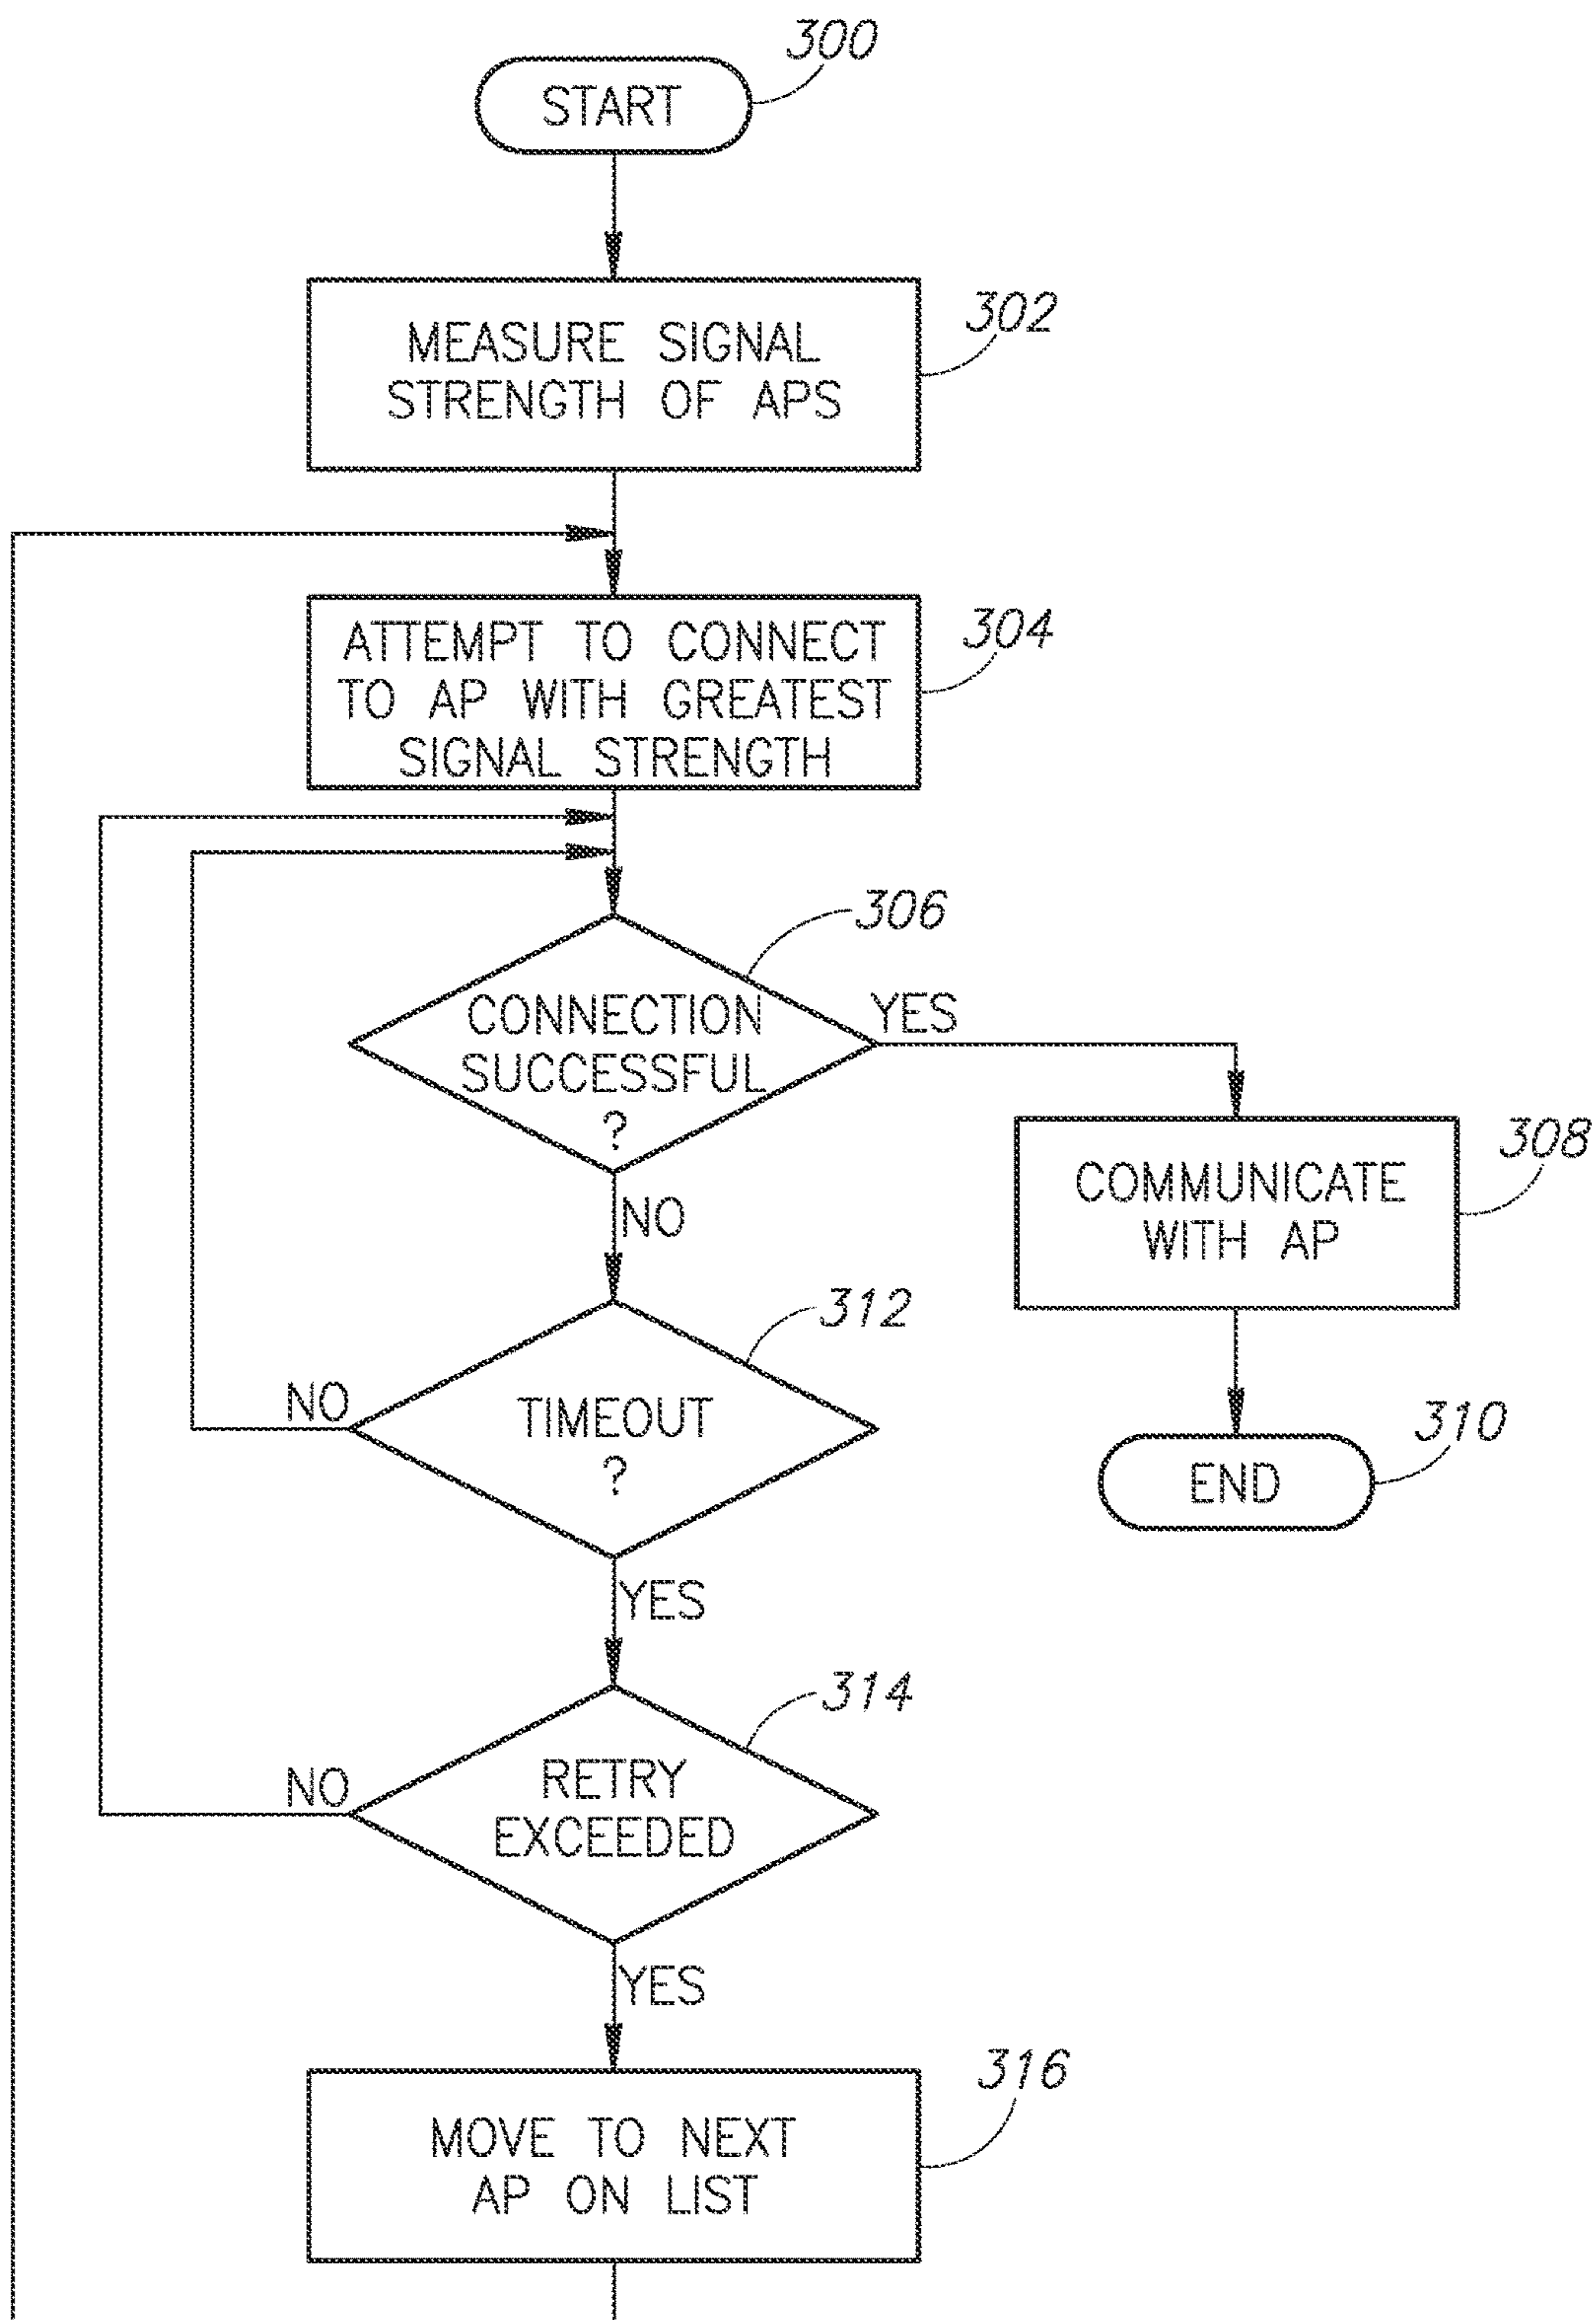 300
START
302
MEASURE SIGNAL
STRENGTH OF APS
304
ATTEMPT TO CONNECT
TO AP WITH GREATEST
SIGNAL STRENGTH
306
CONNECTION
SUCCESSFUL
?
YES
308
COMMUNICATE
WITH AP
NO
312
TIMEOUT
?
NO
310
END
YES
314
RETRY
EXCEEDED
NO
YES
316
MOVE TO NEXT
AP ON LIST